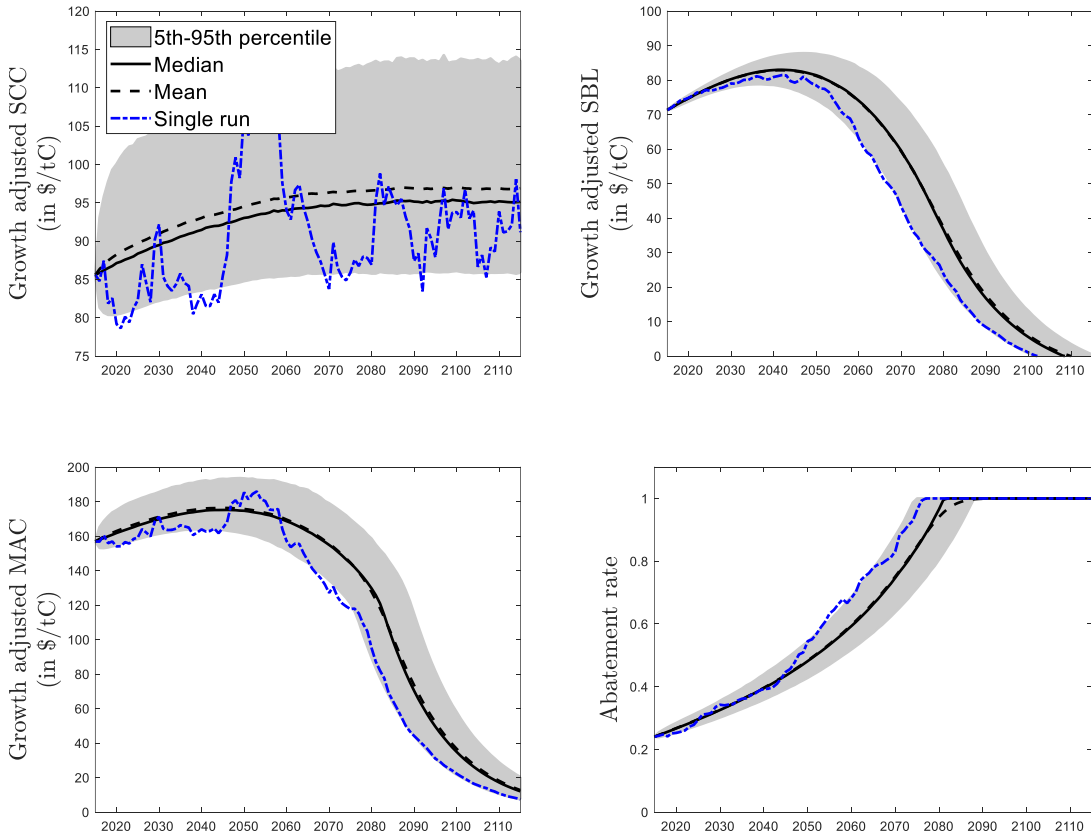 Growth adjusted SCC
(in $/tC)
120
115
110
105
100
95
90
85
80
75
5th-95th percentile
Median
Mean
Single run
2020 2030 2040 2050 2060 2070 2080 2090 2100 2110
Growth adjusted SBL
(in $/tC)
100
90
80
70
60
50
40
30
20
10
0
2020 2030 2040 2050 2060 2070 2080 2090 2100 2110
Growth adjusted MAC
(in $/tC)
200
180
160
140
120
100
80
60
40
20
0
2020 2030 2040 2050 2060 2070 2080 2090 2100 2110
Abatement rate
1
0.8
0.6
0.4
0.2
0
2020 2030 2040 2050 2060 2070 2080 2090 2100 2110